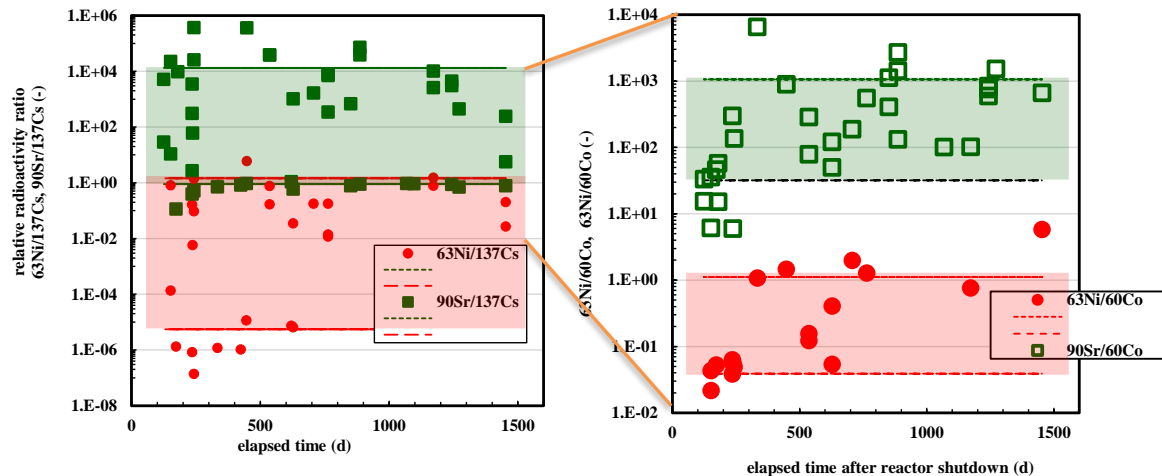 relative radioactivity ratio
63Ni/137Cs, 90Sr/137Cs (-)
1.E+06
1.E+04
1.E+02
1.E+00
1.E-02
1.E-04
1.E-06
1.E-08
0
500
1000
1500
elapsed time (d)
63Ni/137Cs
90Sr/137Cs
63Ni/60Co, 63Ni/60Co (-)
1.E+04
1.E+03
1.E+02
1.E+01
1.E+00
1.E-01
1.E-02
0
500
1000
1500
elapsed time after reactor shutdown (d)
63Ni/60Co
90Sr/60Co